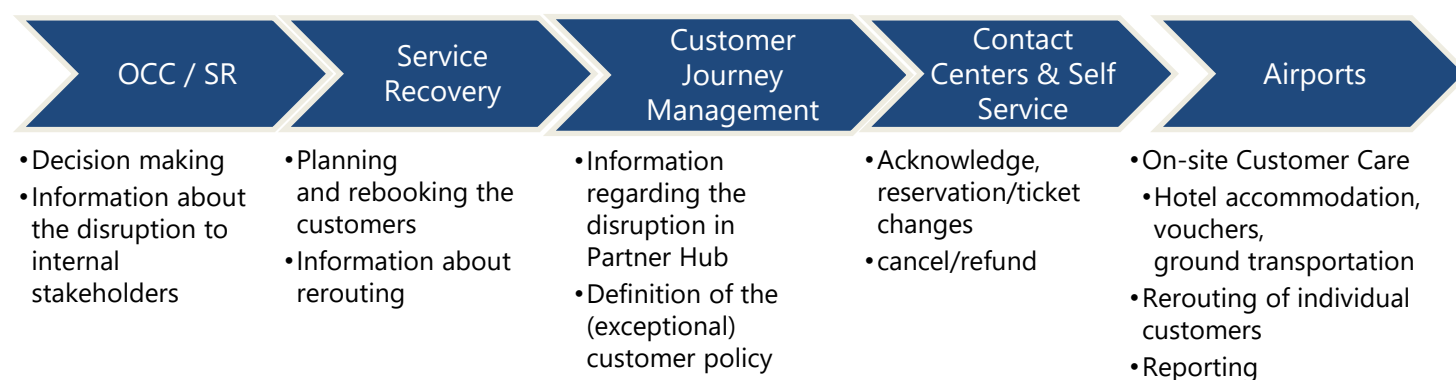 OCC / SR
Service
Recovery
Customer
Journey
Management
Contact
Centers & Self
Service
Airports
•Decision making
•Information about
the disruption to
internal
stakeholders
•Planning
and rebooking the
customers
•Information about
rerouting
•Information
regarding the
disruption in
Partner Hub
•Definition of the
(exceptional)
customer policy
•Acknowledge,
reservation/ticket
changes
•cancel/refund
•On-site Customer Care
•Hotel accommodation,
vouchers,
ground transportation
•Rerouting of individual
customers
•Reporting